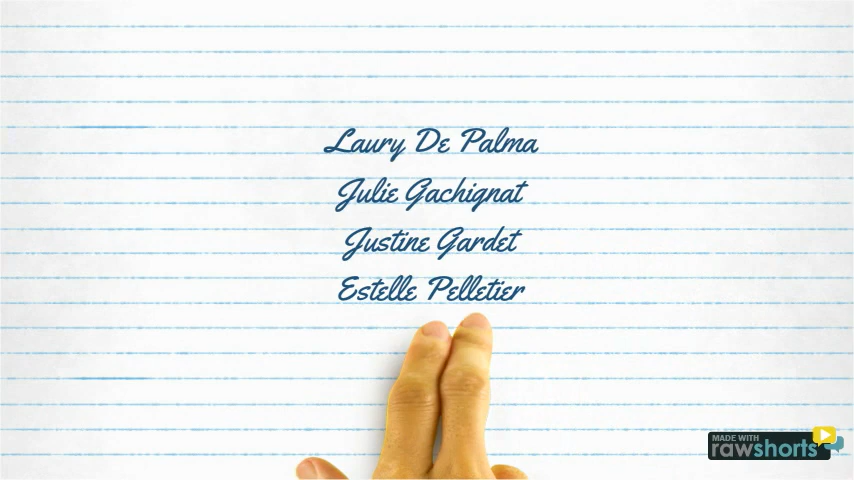 Laury De Palma
Julie Gachignat
Justine Gardet
Estelle Pelletier
MADE WITH
rawshorts